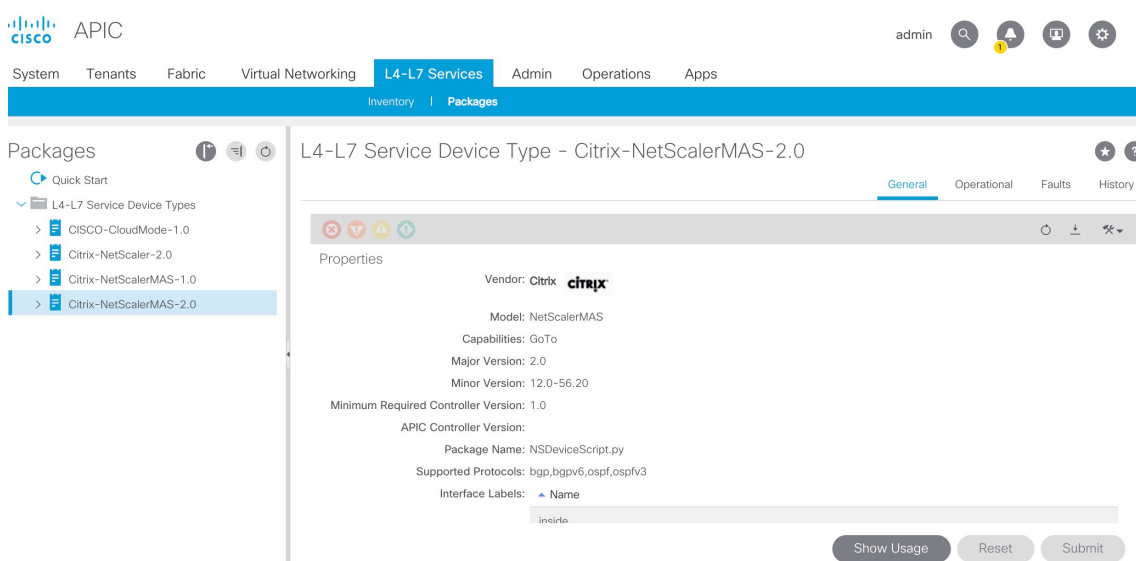 CISCO APIC admin
1
System Tenants Fabric Virtual Networking L4-L7 Services Admin Operations Apps
Inventory | Packages
Packages
Quick Start
L4-L7 Service Device Types
CISCO-CloudMode-1.0
Citrix-NetScaler-2.0
Citrix-NetScalerMAS-1.0
Citrix-NetScalerMAS-2.0
L4-L7 Service Device Type - Citrix-NetScalerMAS-2.0
General Operational Faults History
Properties
Vendor: Citrix CITRIX
Model: NetScalerMAS
Capabilities: GoTo
Major Version: 2.0
Minor Version: 12.0-56.20
Minimum Required Controller Version: 1.0
APIC Controller Version:
Package Name: NSDeviceScript.py
Supported Protocols: bgp,bgpv6,ospf,ospfv3
Interface Labels: Name
inside
Show Usage Reset Submit